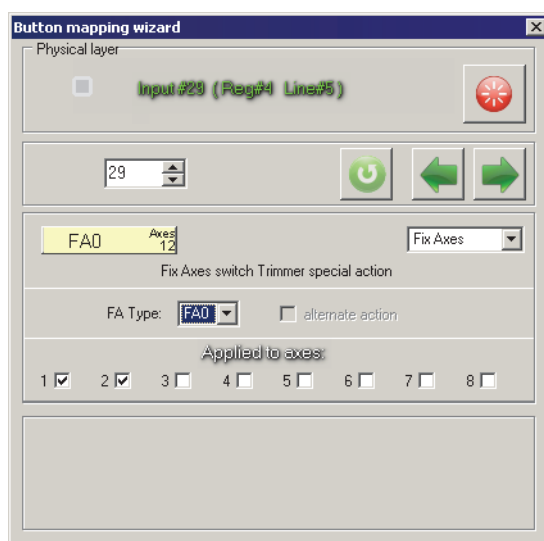 Button mapping wizard
Physical layer
Input #29 (Reg#4 Line#5)
29
FA0 Axes 12
Fix Axes
Fix Axes switch Trimmer special action
FA Type: FA0 alternate action
Applied to axes:
1 2 3 4 5 6 7 8